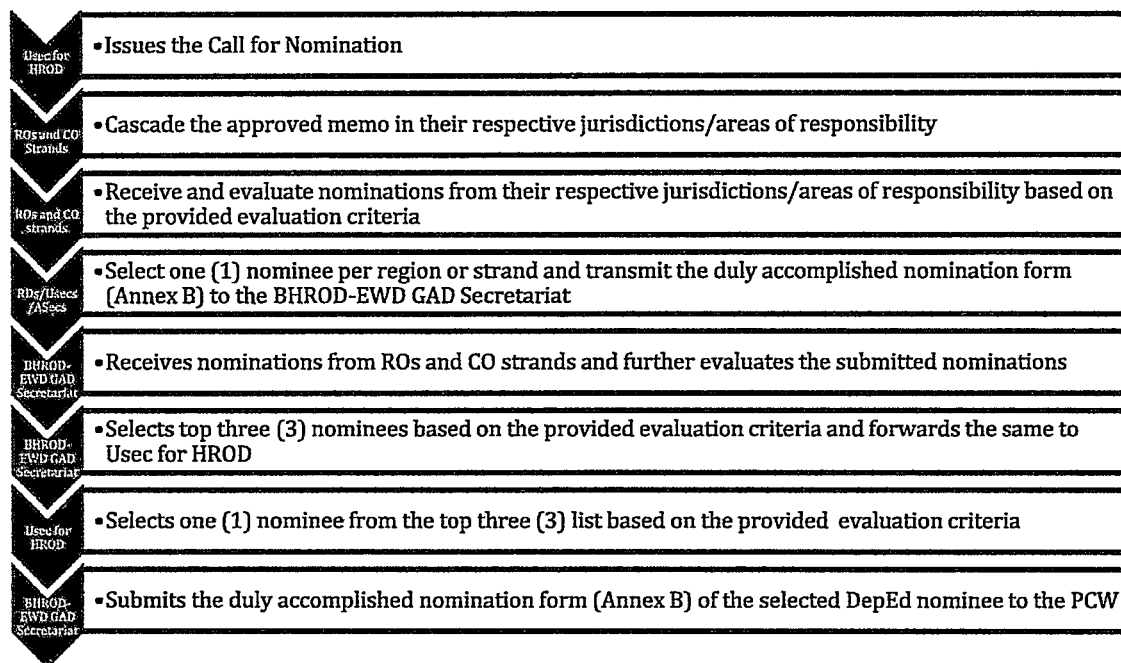 Usec for
HROD
•Issues the Call for Nomination
ROs and CO
Strands
•Cascade the approved memo in their respective jurisdictions/areas of responsibility
ROs and CO
strands
•Receive and evaluate nominations from their respective jurisdictions/areas of responsibility based on
the provided evaluation criteria
RDs/Usecs
/ASecs
•Select one (1) nominee per region or strand and transmit the duly accomplished nomination form
(Annex B) to the BHROD-EWD GAD Secretariat
BHROD-
EWD GAD
Secretariat
•Receives nominations from ROs and CO strands and further evaluates the submitted nominations
BHROD-
EWD GAD
Secretariat
•Selects top three (3) nominees based on the provided evaluation criteria and forwards the same to
Usec for HROD
Usec for
HROD
•Selects one (1) nominee from the top three (3) list based on the provided evaluation criteria
BHROD-
EWD GAD
Secretariat
•Submits the duly accomplished nomination form (Annex B) of the selected DepEd nominee to the PCW